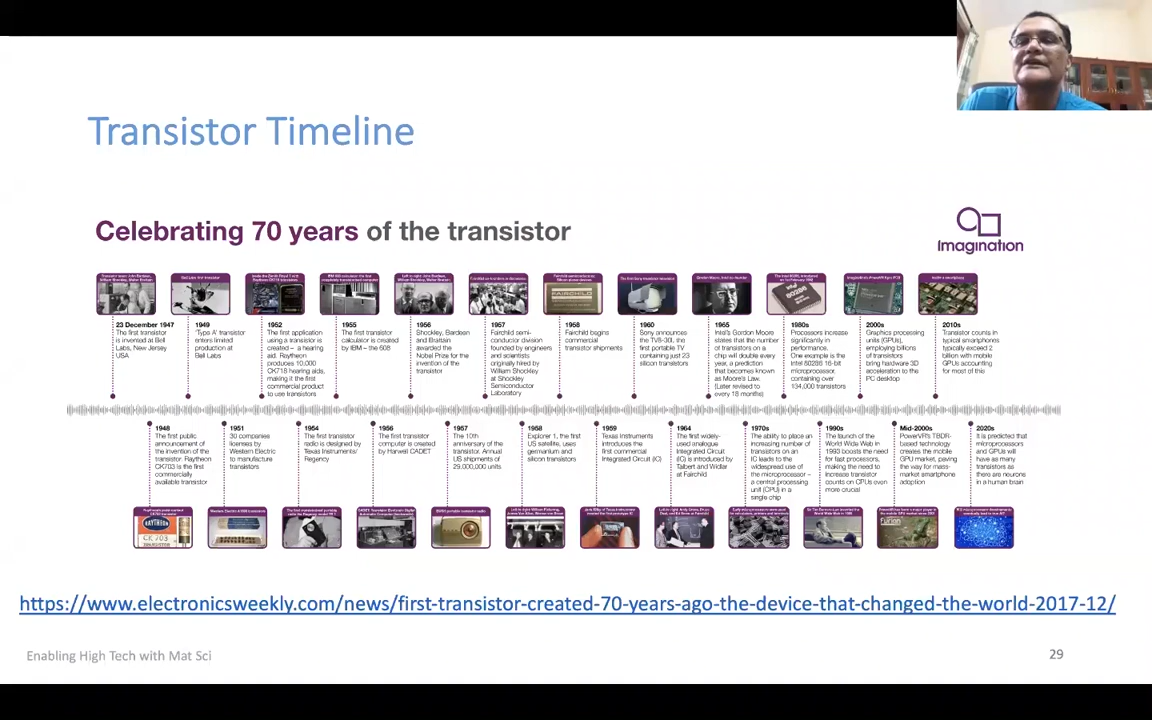 Transistor Timeline
Celebrating 70 years of the transistor
Imagination
23 December 1947
The first transistor
is invented at Bell
Labs, New Jersey
USA
1949
'Type A' transistor
enters limited
production at
Bell Labs
1952
The first application
using a transistor is
created – a hearing
aid. Raytheon
produces 10,000
CK718 hearing aids,
making it the first
commercial product
to use transistors
1955
The first transistor
calculator is created
by IBM – the 608
1956
Shockley, Bardeen
and Brattain
awarded the
Nobel Prize for the
invention of the
transistor
1957
Fairchild semi-
conductor division
founded by engineers
and scientists
originally hired by
William Shockley
at Shockley
Semiconductor
Laboratory
1958
Fairchild begins
commercial
transistor shipments
1960
Sony announces
the TV8-301, the
first portable TV
containing just 23
silicon transistors
1965
Intel's Gordon Moore
states that the number
of transistors on a
chip will double every
year, a prediction
that becomes known
as Moore's Law.
(Later revised to
every 18 months)
1980s
Processors increase
significantly in
performance.
One example is the
Intel 80286 16-bit
microprocessor
containing over
134,000 transistors
2000s
Graphics processing
units (GPUs),
employing billions
of transistors
bring hardware 3D
acceleration to the
PC desktop
2010s
Transistor counts in
typical smartphones
typically exceed 2
billion with mobile
GPUs accounting
for most of this
1948
The first public
announcement of
the invention of the
transistor. Raytheon
CK703 is the first
commercially
available transistor
1951
30 companies
licenses by
Western Electric
to manufacture
transistors
1954
The first transistor
radio is designed by
Texas Instruments/
Regency
1956
The first transistor
computer is created
by Harwell CADET
1957
The 10th
anniversary of the
transistor. Annual
US shipments of
29,000,000 units
1958
Explorer 1, the first
US satellite, uses
germanium and
silicon transistors
1959
Texas Instruments
introduces the
first commercial
Integrated Circuit (IC)
1964
The first widely-
used analogue
Integrated Circuit
(IC) is introduced by
Talbert and Widlar
at Fairchild
1970s
The ability to place an
increasing number of
transistors on an
IC leads to the
widespread use of
the microprocessor –
a central processing
unit (CPU) in a
single chip
1990s
The launch of the
World Wide Web in
1993 boosts the need
for fast processors,
making the need to
increase transistor
counts on CPUs even
more crucial
Mid-2000s
PowerVR's TBDR-
based technology
creates the mobile
GPU market, paving
the way for mass-
market smartphone
adoption
2020s
It is predicted that
microprocessors
and GPUs will
have as many
transistors as
there are neurons
in a human brain
FAIRCHILD
RAYTHEON
CK 703
https://www.electronicsweekly.com/news/first-transistor-created-70-years-ago-the-device-that-changed-the-world-2017-12/
Enabling High Tech with Mat Sci
29